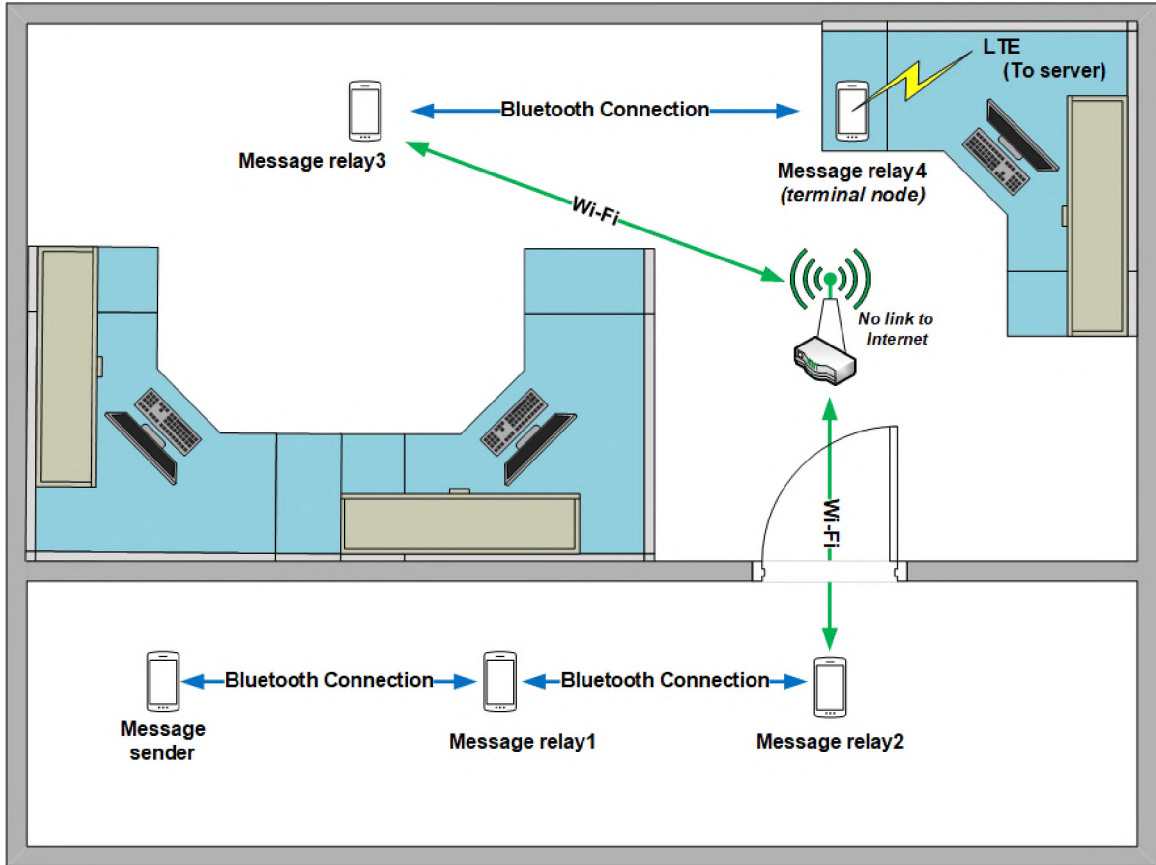 LTE
(To server)
Bluetooth Connection
Message relay3
Message relay4
(terminal node)
Wi-Fi
No link to
Internet
Wi-Fi
Bluetooth Connection
Bluetooth Connection
Message
sender
Message relay1
Message relay2